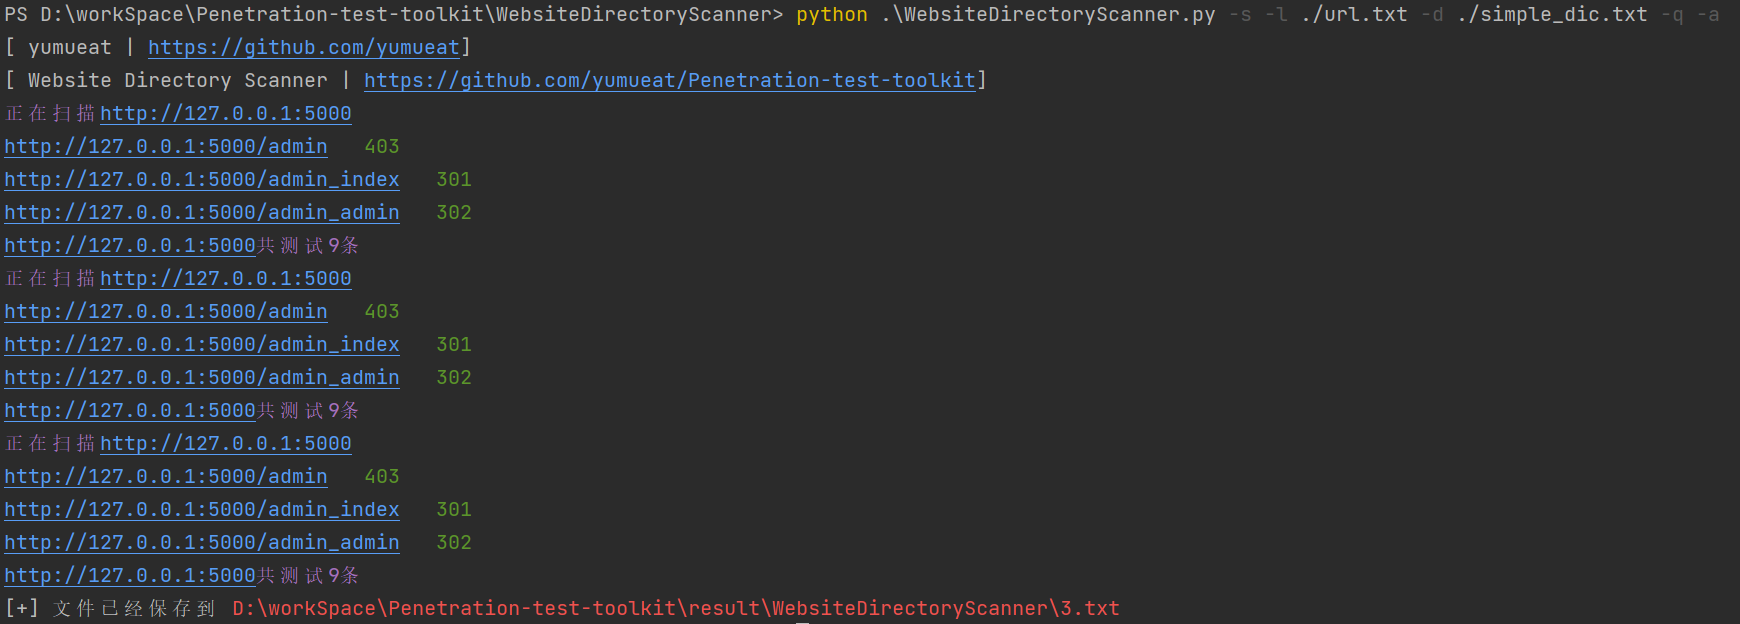 PS D:\workSpace\Penetration-test-toolkit\WebsiteDirectoryScanner> python .\WebsiteDirectoryScanner.py -s -l ./url.txt -d ./simple_dic.txt -q -a
[ yumueat | https://github.com/yumueat]
[ Website Directory Scanner | https://github.com/yumueat/Penetration-test-toolkit]
正在扫描http://127.0.0.1:5000
http://127.0.0.1:5000/admin   403
http://127.0.0.1:5000/admin_index   301
http://127.0.0.1:5000/admin_admin   302
http://127.0.0.1:5000共测试9条
正在扫描http://127.0.0.1:5000
http://127.0.0.1:5000/admin   403
http://127.0.0.1:5000/admin_index   301
http://127.0.0.1:5000/admin_admin   302
http://127.0.0.1:5000共测试9条
正在扫描http://127.0.0.1:5000
http://127.0.0.1:5000/admin   403
http://127.0.0.1:5000/admin_index   301
http://127.0.0.1:5000/admin_admin   302
http://127.0.0.1:5000共测试9条
[+] 文件已经保存到 D:\workSpace\Penetration-test-toolkit\result\WebsiteDirectoryScanner\3.txt